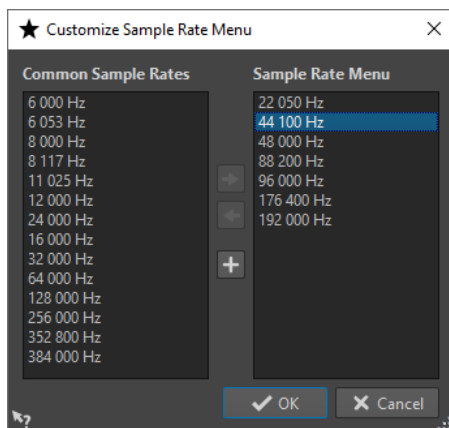 Customize Sample Rate Menu
Common Sample Rates
6 000 Hz
6 053 Hz
8 000 Hz
8 117 Hz
11 025 Hz
12 000 Hz
24 000 Hz
16 000 Hz
32 000 Hz
64 000 Hz
128 000 Hz
256 000 Hz
352 800 Hz
384 000 Hz
Sample Rate Menu
22 050 Hz
44 100 Hz
48 000 Hz
88 200 Hz
96 000 Hz
176 400 Hz
192 000 Hz
OK
Cancel